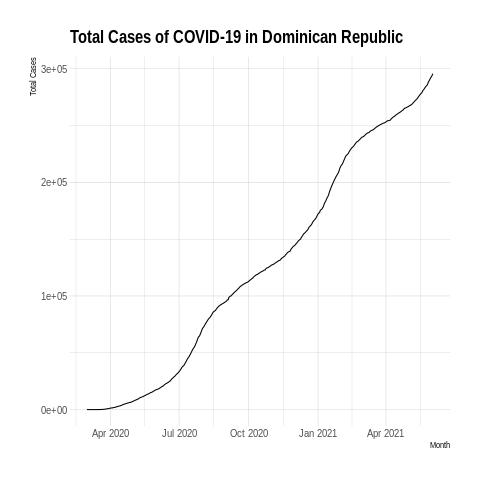 Total Cases of COVID-19 in Dominican Republic
Total Cases
3e+05
2e+05
1e+05
0e+00
Apr 2020 Jul 2020 Oct 2020 Jan 2021 Apr 2021
Month